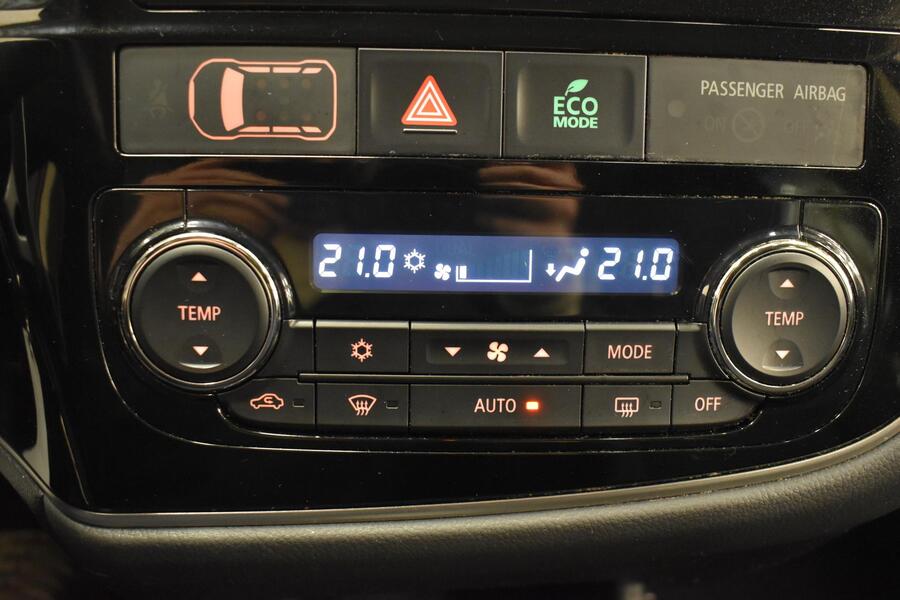 ECO
MODE
PASSENGER AIRBAG
ON OFF
21.0 21.0
TEMP
TEMP
MODE
AUTO
OFF